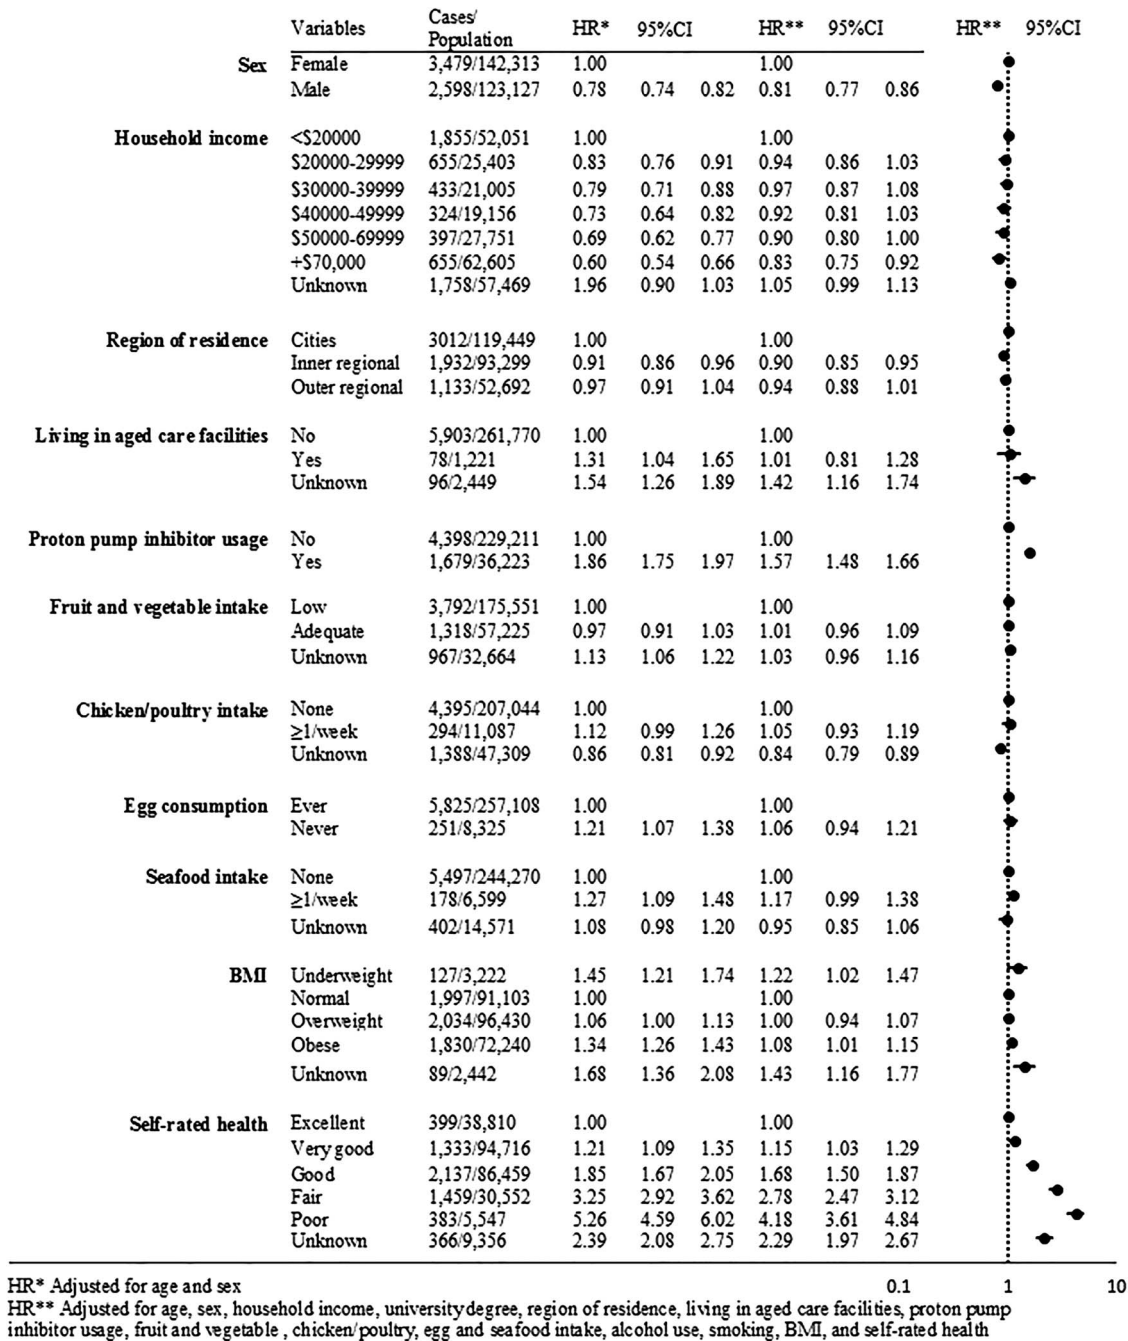 Variables Cases/ Population HR* 95%CI HR** 95%CI HR** 95%CI
Sex Female 3,479/142,313 1.00 1.00
Male 2,598/123,127 0.78 0.74 0.82 0.81 0.77 0.86
Household income <$20000 1,855/52,051 1.00 1.00
$20000-29999 655/25,403 0.83 0.76 0.91 0.94 0.86 1.03
$30000-39999 433/21,005 0.79 0.71 0.88 0.97 0.87 1.08
$40000-49999 324/19,156 0.73 0.64 0.82 0.92 0.81 1.03
$50000-69999 397/27,751 0.69 0.62 0.77 0.90 0.80 1.00
+$70,000 655/62,605 0.60 0.54 0.66 0.83 0.75 0.92
Unknown 1,758/57,469 1.96 0.90 1.03 1.05 0.99 1.13
Region of residence Cities 3012/119,449 1.00 1.00
Inner regional 1,932/93,299 0.91 0.86 0.96 0.90 0.85 0.95
Outer regional 1,133/52,692 0.97 0.91 1.04 0.94 0.88 1.01
Living in aged care facilities No 5,903/261,770 1.00 1.00
Yes 78/1,221 1.31 1.04 1.65 1.01 0.81 1.28
Unknown 96/2,449 1.54 1.26 1.89 1.42 1.16 1.74
Proton pump inhibitor usage No 4,398/229,211 1.00 1.00
Yes 1,679/36,223 1.86 1.75 1.97 1.57 1.48 1.66
Fruit and vegetable intake Low 3,792/175,551 1.00 1.00
Adequate 1,318/57,225 0.97 0.91 1.03 1.01 0.96 1.09
Unknown 967/32,664 1.13 1.06 1.22 1.03 0.96 1.16
Chicken/poultry intake None 4,395/207,044 1.00 1.00
≥1/week 294/11,087 1.12 0.99 1.26 1.05 0.93 1.19
Unknown 1,388/47,309 0.86 0.81 0.92 0.84 0.79 0.89
Egg consumption Ever 5,825/257,108 1.00 1.00
Never 251/8,325 1.21 1.07 1.38 1.06 0.94 1.21
Seafood intake None 5,497/244,270 1.00 1.00
≥1/week 178/6,599 1.27 1.09 1.48 1.17 0.99 1.38
Unknown 402/14,571 1.08 0.98 1.20 0.95 0.85 1.06
BMI Underweight 127/3,222 1.45 1.21 1.74 1.22 1.02 1.47
Normal 1,997/91,103 1.00 1.00
Overweight 2,034/96,430 1.06 1.00 1.13 1.00 0.94 1.07
Obese 1,830/72,240 1.34 1.26 1.43 1.08 1.01 1.15
Unknown 89/2,442 1.68 1.36 2.08 1.43 1.16 1.77
Self-rated health Excellent 399/38,810 1.00 1.00
Very good 1,333/94,716 1.21 1.09 1.35 1.15 1.03 1.29
Good 2,137/86,459 1.85 1.67 2.05 1.68 1.50 1.87
Fair 1,459/30,552 3.25 2.92 3.62 2.78 2.47 3.12
Poor 383/5,547 5.26 4.59 6.02 4.18 3.61 4.84
Unknown 366/9,356 2.39 2.08 2.75 2.29 1.97 2.67
0.1 1 10
HR* Adjusted for age and sex
HR** Adjusted for age, sex, household income, university degree, region of residence, living in aged care facilities, proton pump
inhibitor usage, fruit and vegetable , chicken/poultry, egg and seafood intake, alcohol use, smoking, BMI, and self-rated health